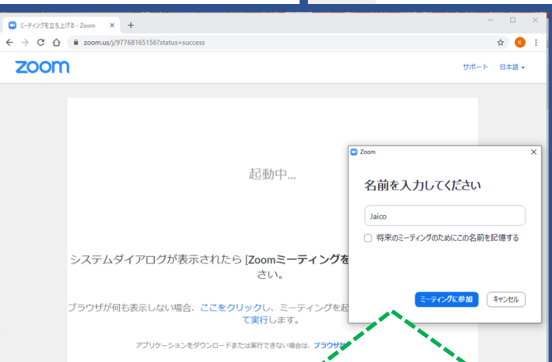 ミーティングを立ち上げる - Zoom
zoom.us/j/97768165156?status=success
K
zoom
サポート 日本語
起動中...
システムダイアログが表示されたら [Zoomミーティングを
さい。
ブラウザが何も表示しない場合、ここをクリックし、ミーティングを起
て実行します。
アプリケーションをダウンロードまたは実行できない場合は、ブラウザか
Zoom
名前を入力してください
Jaico
将来のミーティングのためにこの名前を記憶する
ミーティングに参加 キャンセル